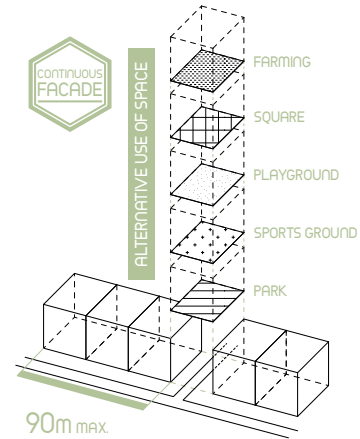 CONTINUOUS
FACADE
ALTERNATIVE USE OF SPACE
FARMING
SQUARE
PLAYGROUND
SPORTS GROUND
PARK
90m MAX.